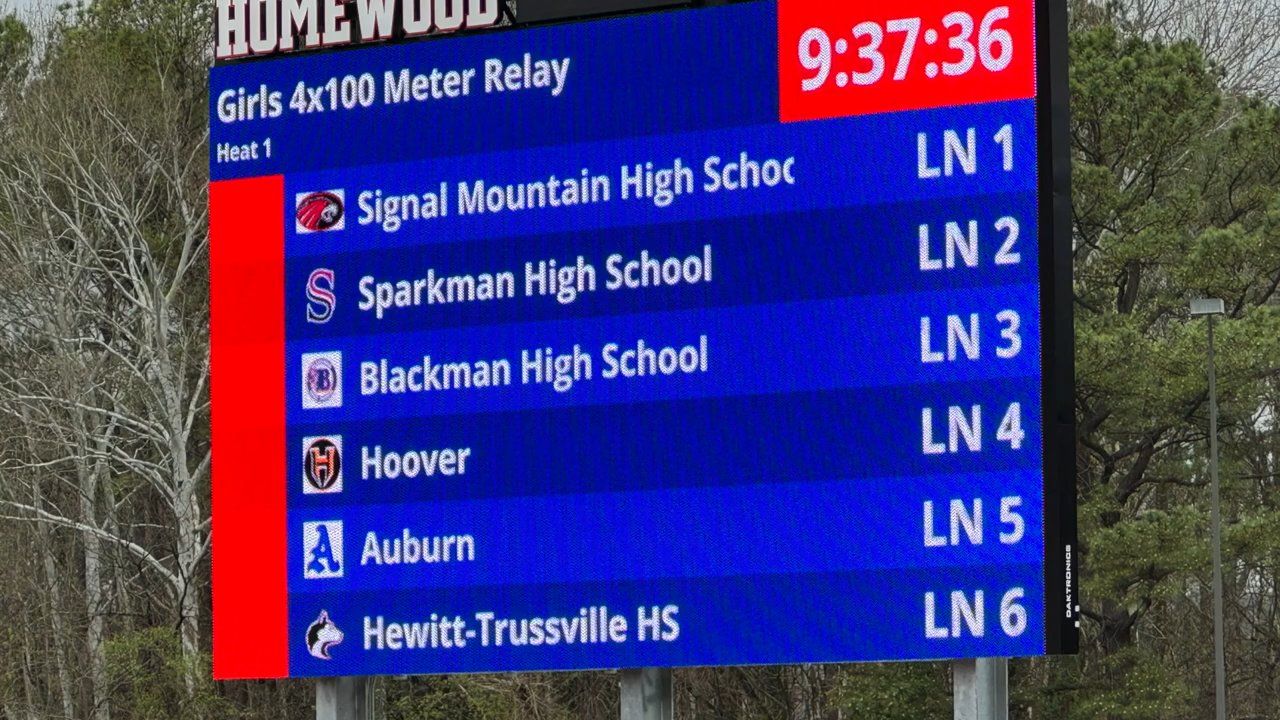 HOMEWOOD
Girls 4x100 Meter Relay
9:37:36
Heat 1
Signal Mountain High Schoo LN 1
S Sparkman High School LN 2
B Blackman High School LN 3
H Hoover LN 4
A Auburn LN 5
Hewitt-Trussville HS LN 6
DAKTRONICS